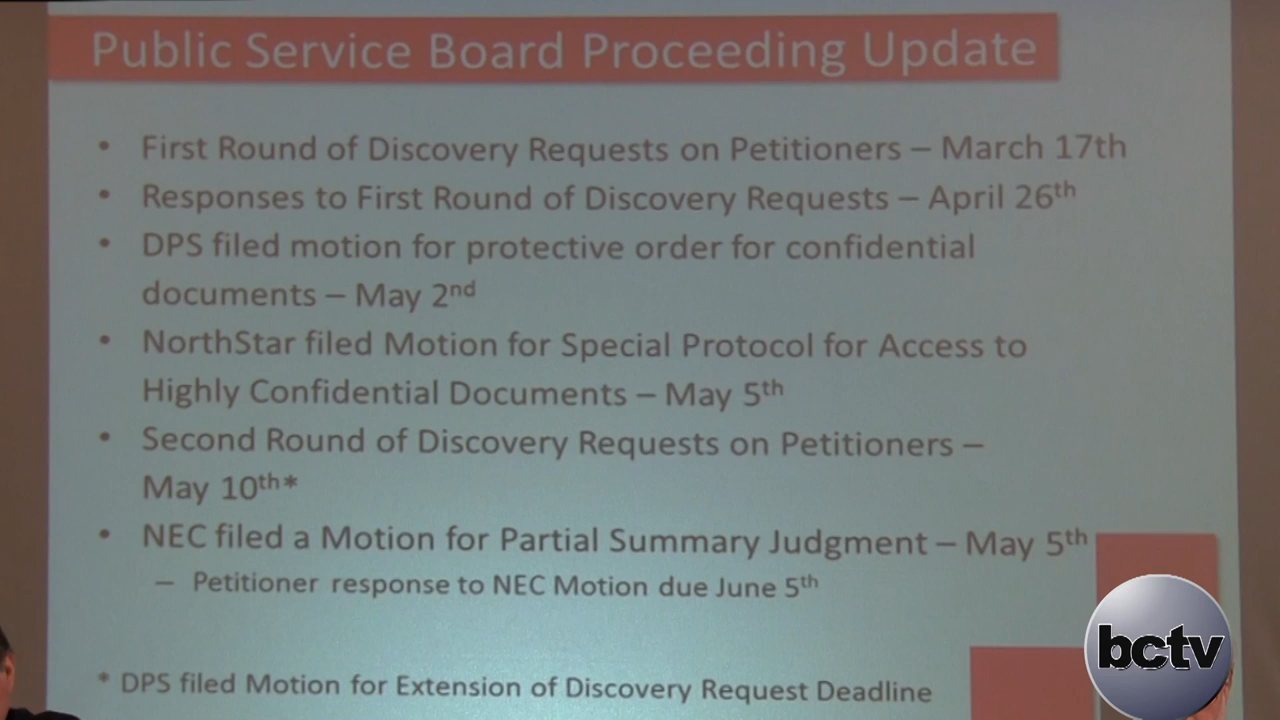 Public Service Board Proceeding Update
• First Round of Discovery Requests on Petitioners – March 17th
• Responses to First Round of Discovery Requests – April 26th
• DPS filed motion for protective order for confidential
documents – May 2nd
• NorthStar filed Motion for Special Protocol for Access to
Highly Confidential Documents – May 5th
• Second Round of Discovery Requests on Petitioners –
May 10th*
• NEC filed a Motion for Partial Summary Judgment – May 5th
– Petitioner response to NEC Motion due June 5th
* DPS filed Motion for Extension of Discovery Request Deadline
bctv